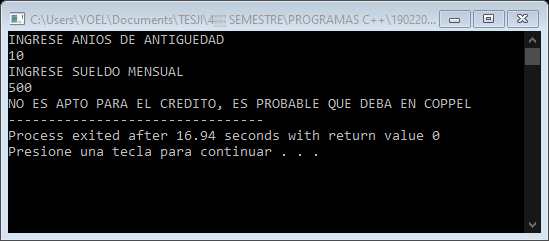 C:\Users\YOEL\Documents\TESJI\4░░ SEMESTRE\PROGRAMAS C++\190220...
INGRESE ANIOS DE ANTIGUEDAD
10
INGRESE SUELDO MENSUAL
500
NO ES APTO PARA EL CREDITO, ES PROBABLE QUE DEBA EN COPPEL
--------------------------------
Process exited after 16.94 seconds with return value 0
Presione una tecla para continuar . . .